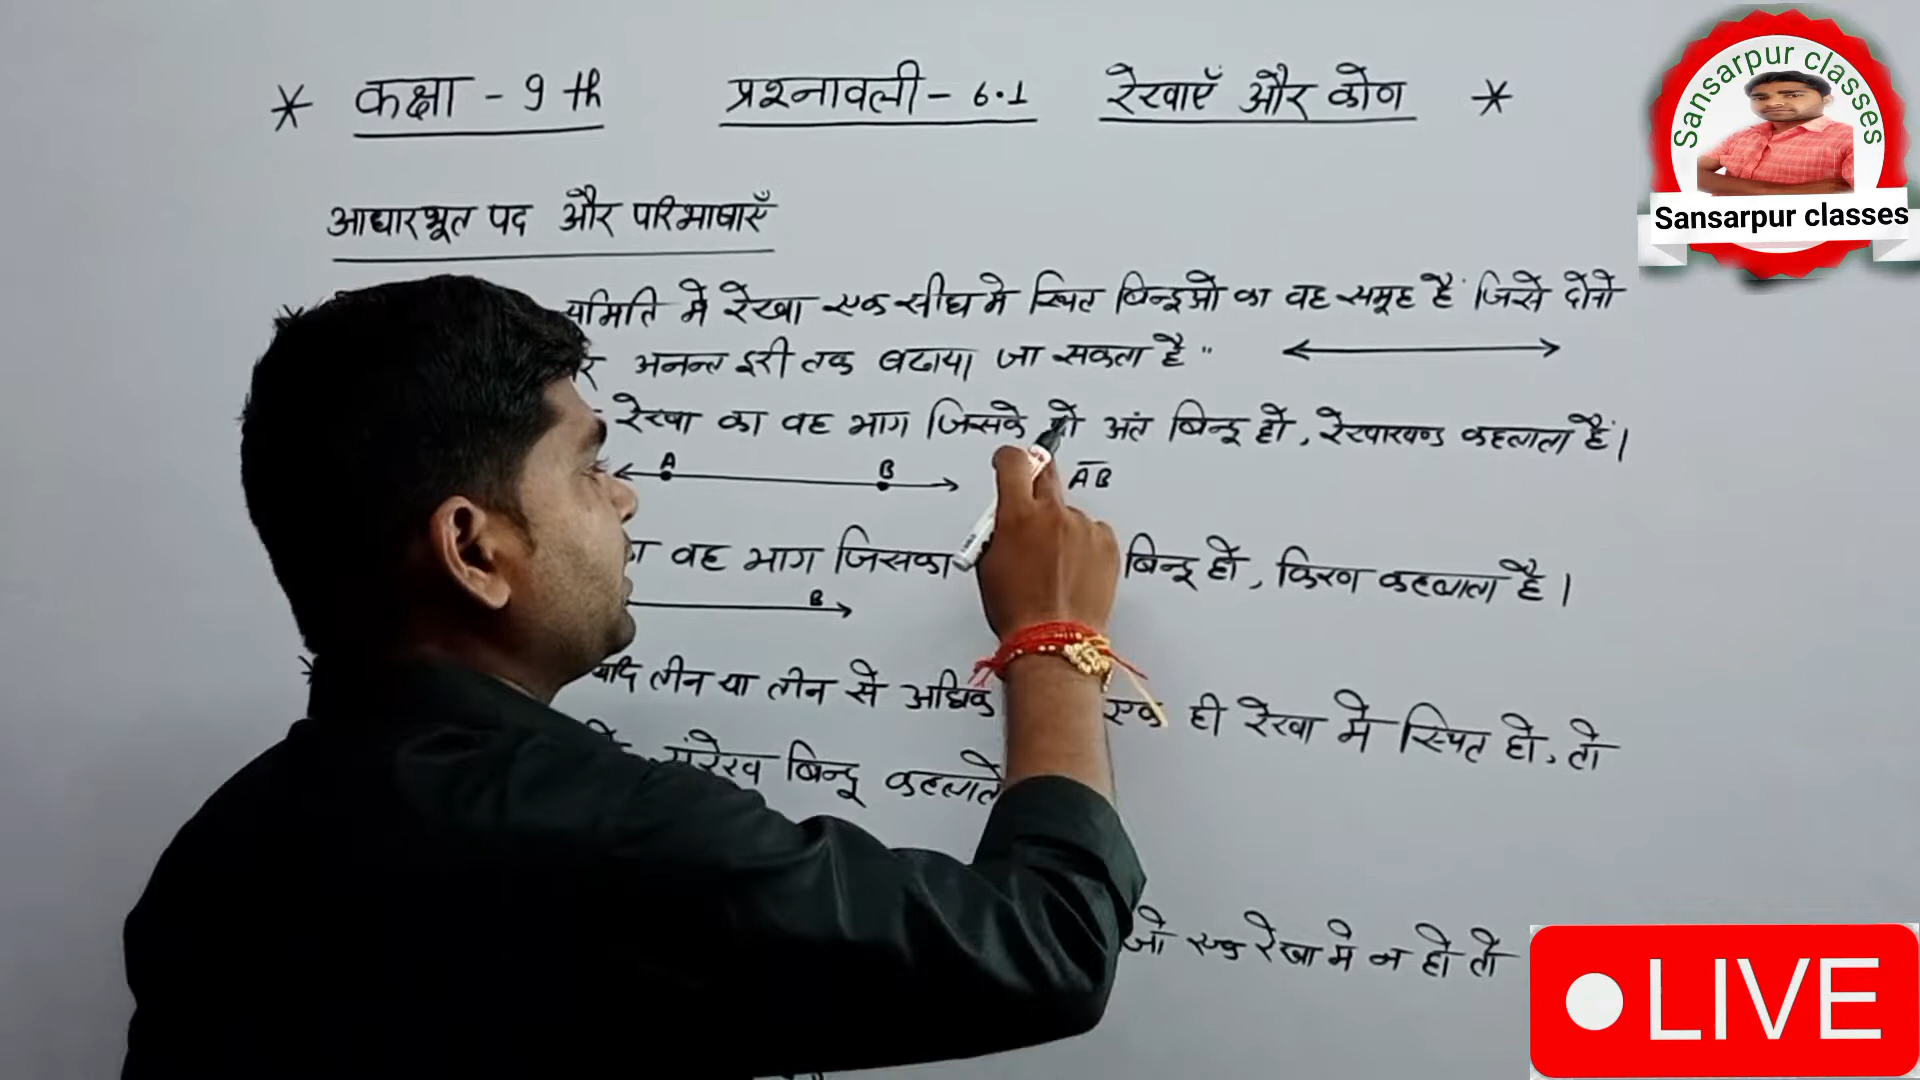 * कक्षा - 9 th प्रश्नावली - 6.1 रेखाएँ और कोण *
आधारभूत पद और परिभाषाएँ
में रेखा एक सीध मे स्थित बिन्दुओ का वह समूह हैं जिसे दोनो
अनन्त दूरी तक बढाया जा सकता है"
रेखा का वह भाग जिसके दो अतं बिन्दू हो, रेखाखण्ड कहलाता हैं।
A B AB
वह भाग जिसका बिन्दू हो, किरण कहलाता है।
B
यदि तीन या तीन से अधिक एक ही रेखा मे स्थित हो, तो
संरेख बिन्दू कहलाते
जो एक रेखा मे न हो तो
Sansarpur classes
Sansarpur classes
LIVE